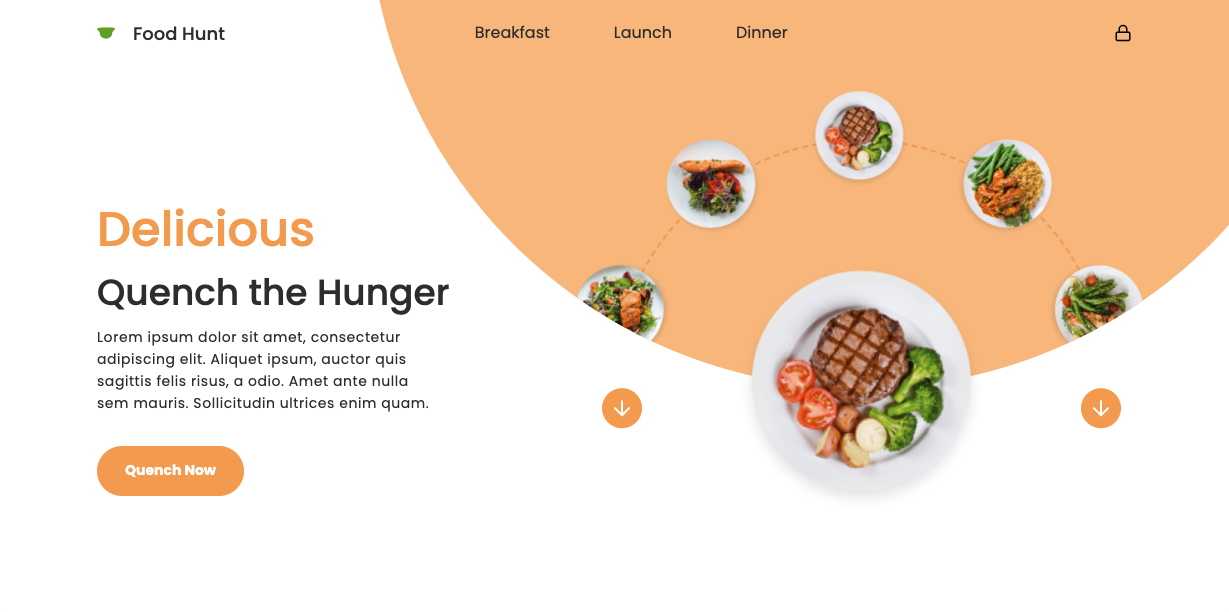 Food Hunt
Breakfast
Launch
Dinner
Delicious
Quench the Hunger
Lorem ipsum dolor sit amet, consectetur
adipiscing elit. Aliquet ipsum, auctor quis
sagittis felis risus, a odio. Amet ante nulla
sem mauris. Sollicitudin ultrices enim quam.
Quench Now